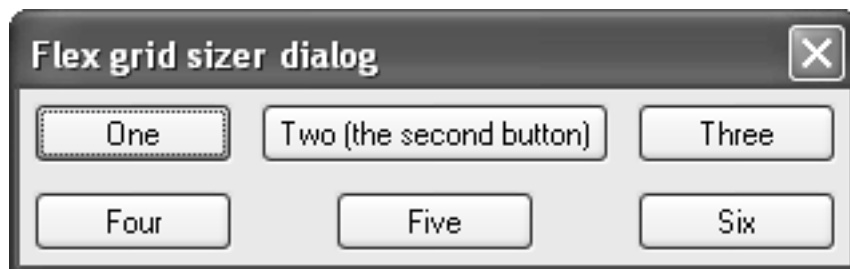 Flex grid sizer dialog
One Two (the second button) Three
Four Five Six